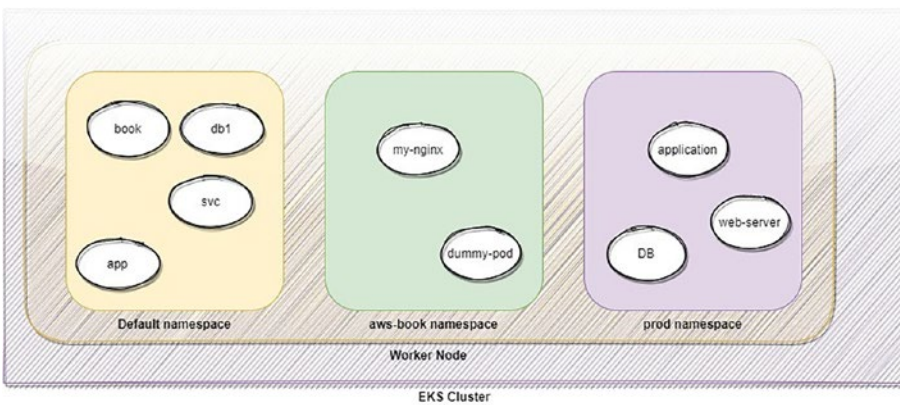 book
db1
svc
app
Default namespace
my-nginx
dummy-pod
aws-book namespace
application
web-server
DB
prod namespace
Worker Node
EKS Cluster